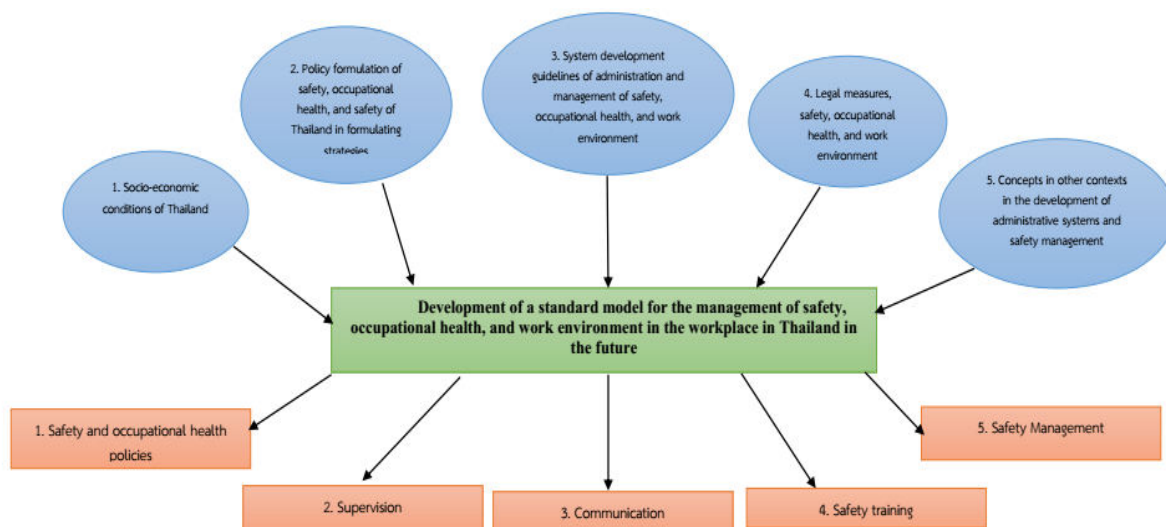 1. Socio-economic
conditions of Thailand
2. Policy formulation of
safety, occupational
health, and safety of
Thailand in formulating
strategies
3. System development
guidelines of administration and
management of safety,
occupational health, and work
environment
4. Legal measures,
safety, occupational
health, and work
environment
5. Concepts in other contexts
in the development of
administrative systems and
safety management
Development of a standard model for the management of safety,
occupational health, and work environment in the workplace in Thailand in
the future
1. Safety and occupational health
policies
2. Supervision
3. Communication
4. Safety training
5. Safety Management